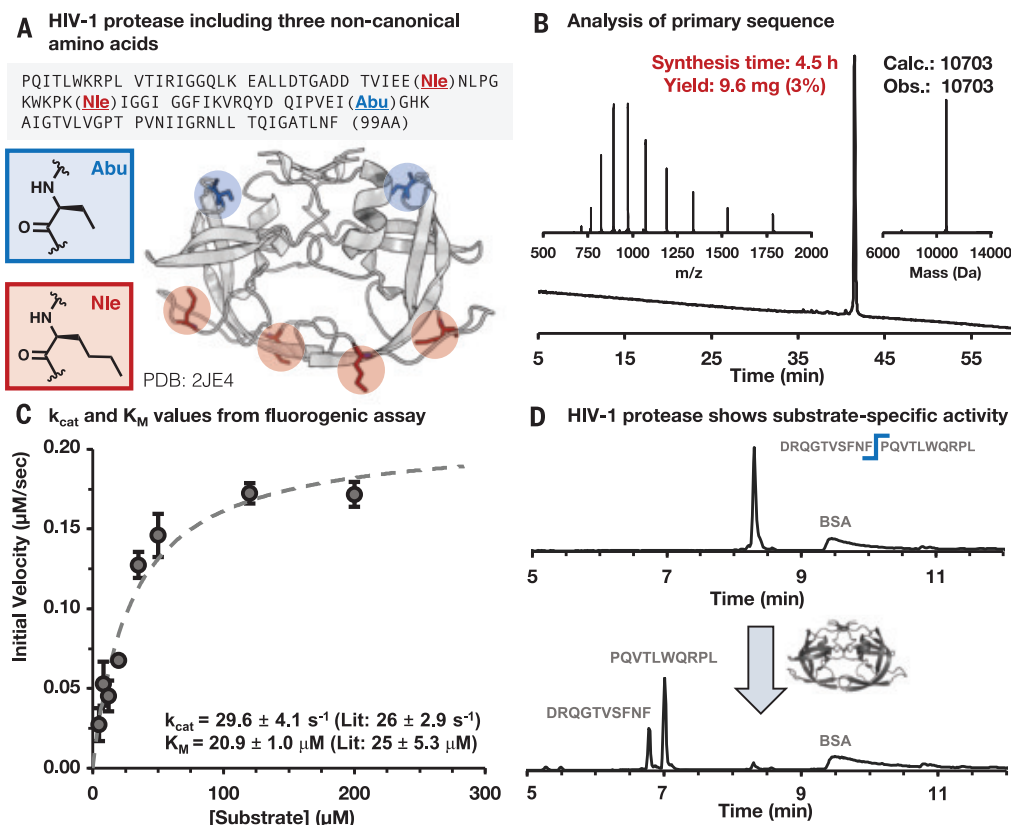 A HIV-1 protease including three non-canonical
amino acids
PQITLWKRPL VTIRIGGQLK EALLDTGADD TVIEE(Nle)NLPG
KWKPK(Nle)IGGI GGFIKVRQYD QIPVEI(Abu)GHK
AIGTVLVGPT PVNIIGRNLL TQIGATLNF (99AA)
Abu
HN
O
Nle
HN
O
PDB: 2JE4
B Analysis of primary sequence
Synthesis time: 4.5 h
Yield: 9.6 mg (3%)
Calc.: 10703
Obs.: 10703
500 750 1000 1250 1500 1750 2000
m/z
6000 10000 14000
Mass (Da)
5 15 25 35 45 55
Time (min)
C kcat and KM values from fluorogenic assay
Initial Velocity (µM/sec)
0.20
0.15
0.10
0.05
0.00
kcat = 29.6 ± 4.1 s⁻¹ (Lit: 26 ± 2.9 s⁻¹)
KM = 20.9 ± 1.0 µM (Lit: 25 ± 5.3 µM)
0 100 200 300
[Substrate] (µM)
D HIV-1 protease shows substrate-specific activity
DRQGTVSFNF PQVTLWQRPL
BSA
5 7 9 11
Time (min)
PQVTLWQRPL
DRQGTVSFNF
BSA
5 7 9 11
Time (min)